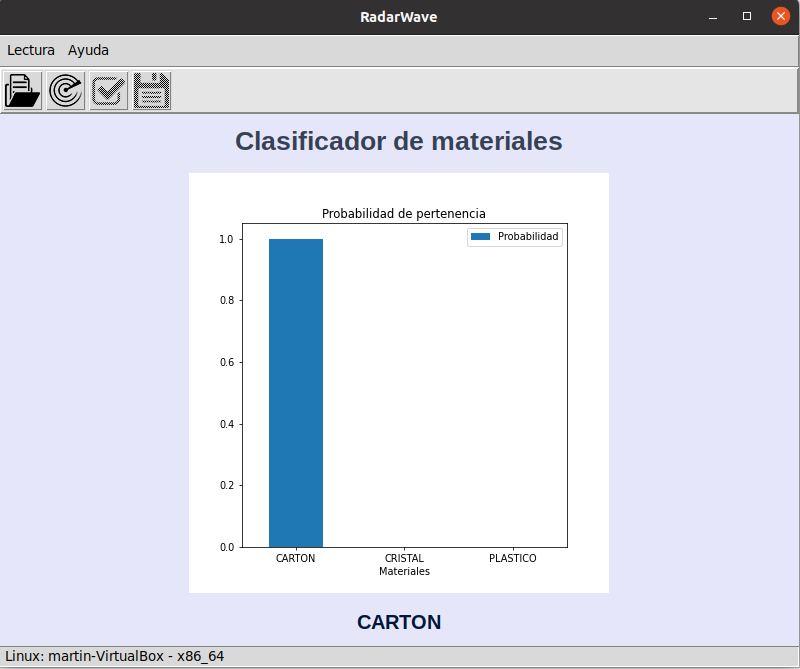 RadarWave
Lectura Ayuda
Clasificador de materiales
Probabilidad de pertenencia
Probabilidad
1.0
0.8
0.6
0.4
0.2
0.0
CARTON CRISTAL PLASTICO
Materiales
CARTON
Linux: martin-VirtualBox - x86_64